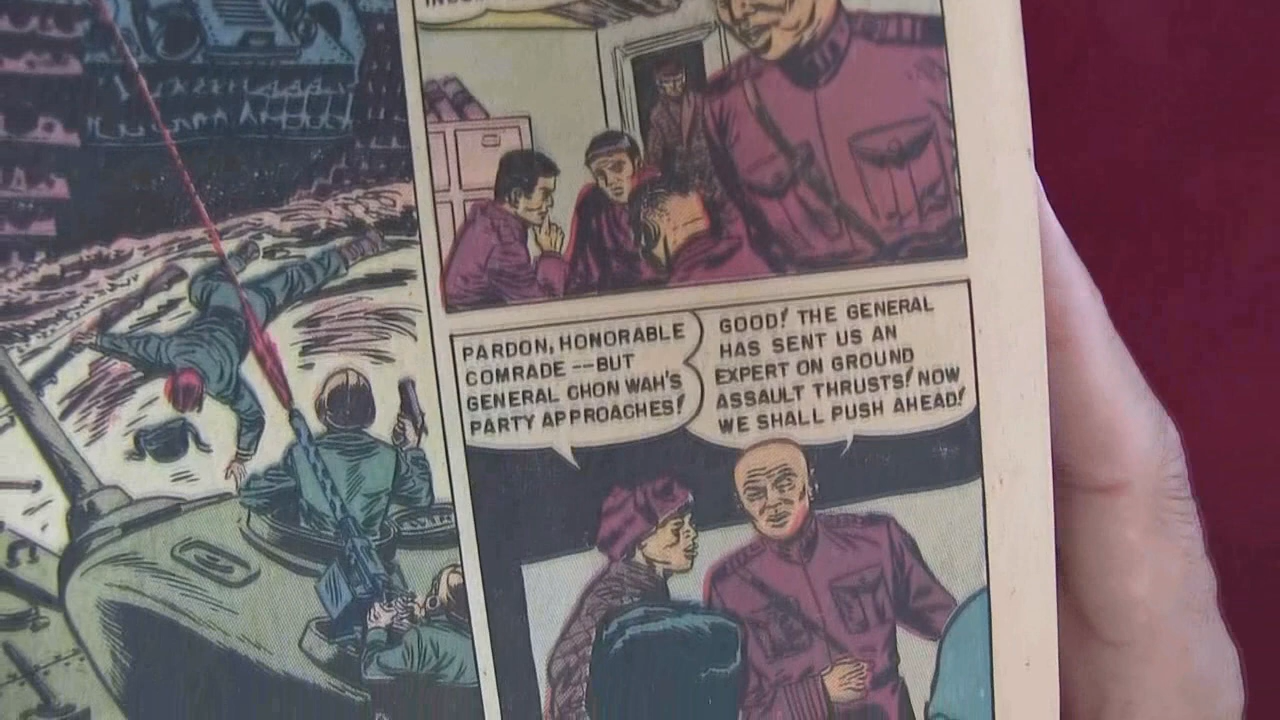 PARDON, HONORABLE
COMRADE--BUT
GENERAL CHON WAH'S
PARTY APPROACHES!
GOOD! THE GENERAL
HAS SENT US AN
EXPERT ON GROUND
ASSAULT THRUSTS! NOW
WE SHALL PUSH AHEAD!